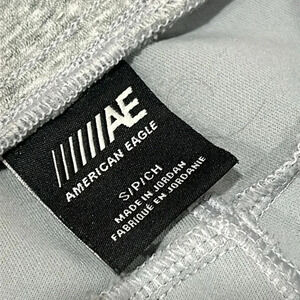 AE
AMERICAN EAGLE
S/P/CH
MADE IN JORDAN
FABRIQUÉ EN JORDANIE